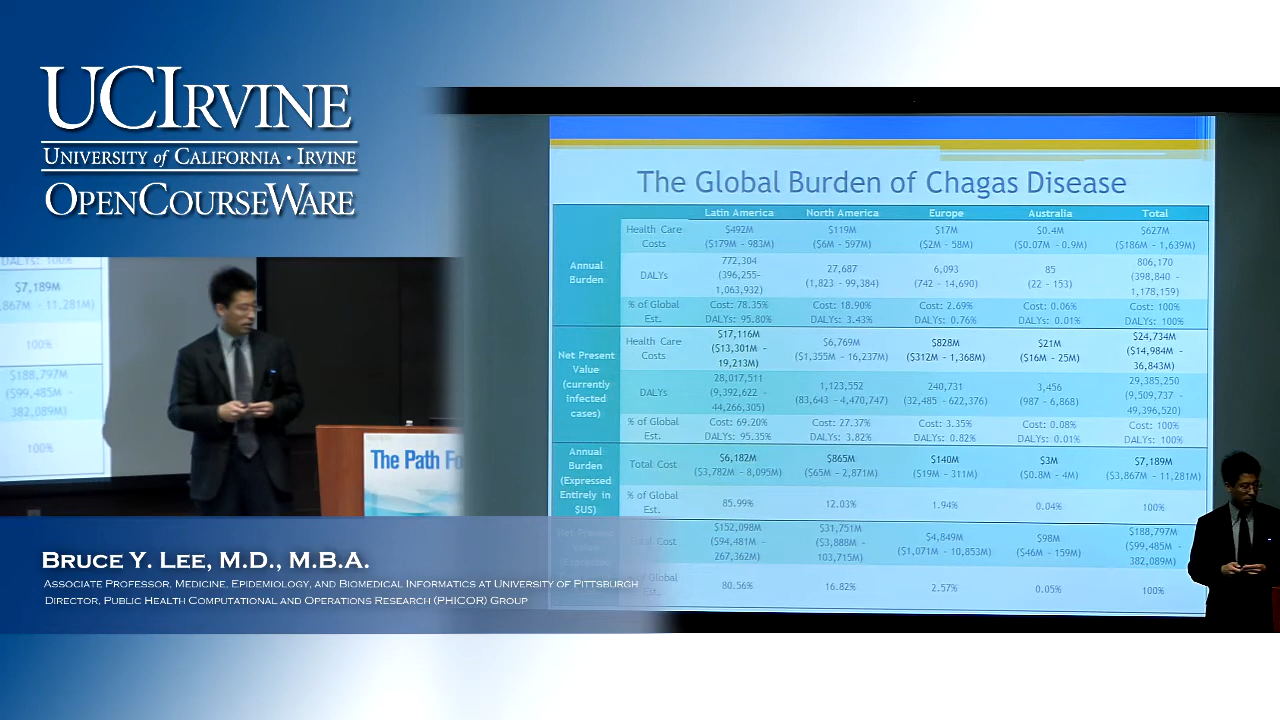 UCIRVINE
UNIVERSITY of CALIFORNIA · IRVINE
OPENCOURSEWARE
DALYs: 100%
$7,189M
,867M - 11.281M)
100%
$188,797M
($99,485M -
382,089M)
100%
The Path Fo
BRUCE Y. LEE, M.D., M.B.A.
ASSOCIATE PROFESSOR, MEDICINE, EPIDEMIOLOGY, AND BIOMEDICAL INFORMATICS AT UNIVERSITY OF PITTSBURGH
DIRECTOR, PUBLIC HEALTH COMPUTATIONAL AND OPERATIONS RESEARCH (PHICOR) GROUP
The Global Burden of Chagas Disease
Latin America North America Europe Australia Total
Annual Burden
Health Care Costs $492M ($179M - 983M) $119M ($6M - 597M) $17M ($2M - 58M) $0.4M ($0.07M - 0.9M) $627M ($186M - 1,639M)
DALYs 772,304 (396,255- 1,063,932) 27,687 (1,823 - 99,384) 6,093 (742 - 14,690) 85 (22 - 153) 806,170 (398,840 - 1,178,159)
% of Global Est. Cost: 78.35% DALYs: 95.80% Cost: 18.90% DALYs: 3.43% Cost: 2.69% DALYs: 0.76% Cost: 0.06% DALYs: 0.01% Cost: 100% DALYs: 100%
Net Present Value (currently infected cases)
Health Care Costs $17,116M ($13,301M - 19,213M) $6,769M ($1,355M - 16,237M) $828M ($312M - 1,368M) $21M ($16M - 25M) $24,734M ($14,984M - 36,843M)
DALYs 28,017,511 (9,392,622 - 44,266,305) 1,123,552 (83,643 - 4,470,747) 240,731 (32,485 - 622,376) 3,456 (987 - 6,868) 29,385,250 (9,509,737 - 49,396,520)
% of Global Est. Cost: 69.20% DALYs: 95.35% Cost: 27.37% DALYs: 3.82% Cost: 3.35% DALYs: 0.82% Cost: 0.08% DALYs: 0.01% Cost: 100% DALYs: 100%
Annual Burden (Expressed Entirely in $US)
Total Cost $6,182M ($3,782M - 8,095M) $865M ($65M - 2,871M) $140M ($19M - 311M) $3M ($0.8M - 4M) $7,189M ($3,867M - 11,281M)
% of Global Est. 85.99% 12.03% 1.94% 0.04% 100%
Net Present
Total Cost $152,098M ($94,481M - 267,362M) $31,751M ($3,888M - 103,715M) $4,849M ($1,071M - 10,853M) $98M ($46M - 159M) $188,797M ($99,485M - 382,089M)
Global Est. 80.56% 16.82% 2.57% 0.05% 100%